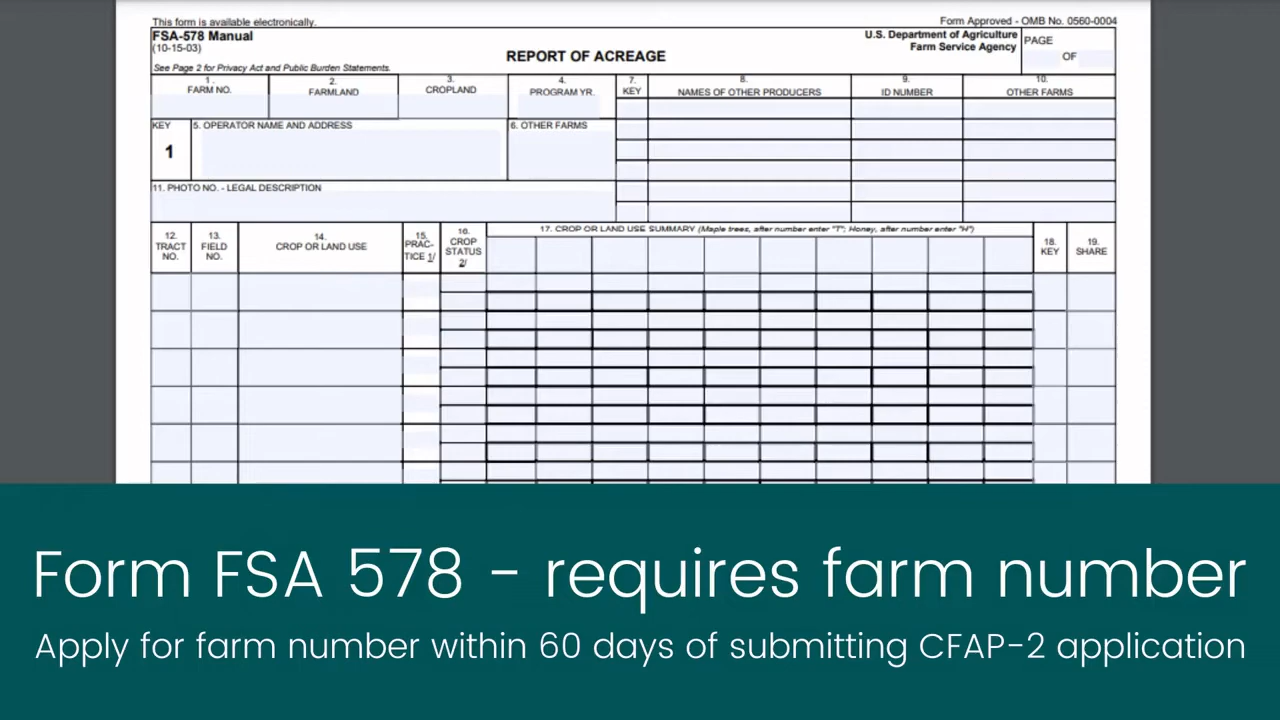 This form is available electronically.
Form Approved - OMB No. 0560-0004
FSA-578 Manual
(10-15-03)
See Page 2 for Privacy Act and Public Burden Statements.
REPORT OF ACREAGE
U.S. Department of Agriculture
Farm Service Agency
PAGE
OF
1.
FARM NO.
2.
FARMLAND
3.
CROPLAND
4.
PROGRAM YR.
7.
KEY
8.
NAMES OF OTHER PRODUCERS
9.
ID NUMBER
10.
OTHER FARMS
KEY
1
5. OPERATOR NAME AND ADDRESS
6. OTHER FARMS
11. PHOTO NO. - LEGAL DESCRIPTION
12.
TRACT
NO.
13.
FIELD
NO.
14.
CROP OR LAND USE
15.
PRAC-
TICE 1/
16.
CROP
STATUS
2/
17. CROP OR LAND USE SUMMARY (Maple trees, after number enter "T"; Honey, after number enter "H")
18.
KEY
19.
SHARE
Form FSA 578 - requires farm number
Apply for farm number within 60 days of submitting CFAP-2 application